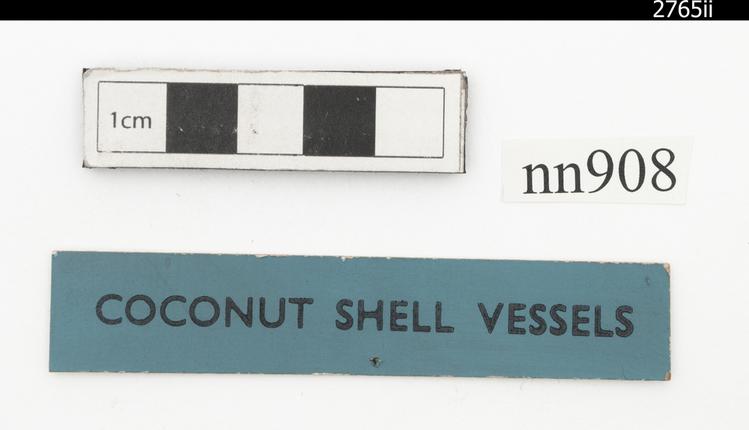 2765ii
1cm
nn908
COCONUT SHELL VESSELS